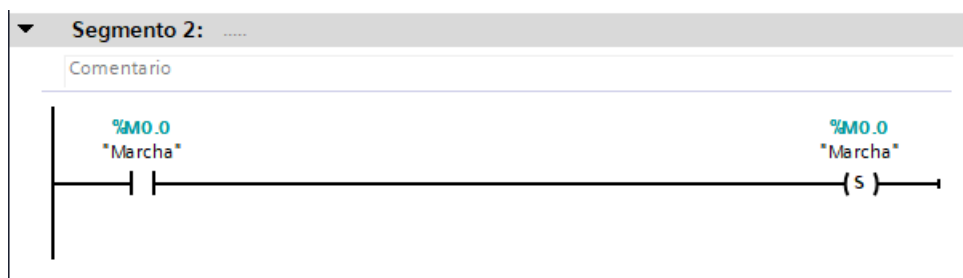 Segmento 2: .....
Comentario
%M0.0 %M0.0
"Marcha" "Marcha"
S